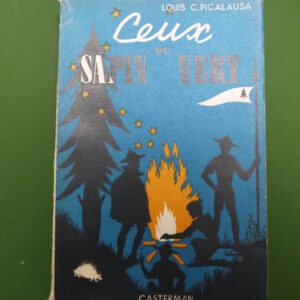 LOUIS C. PICALAUSA
Ceux
DU
SAPIN VERT
CASTERMAN